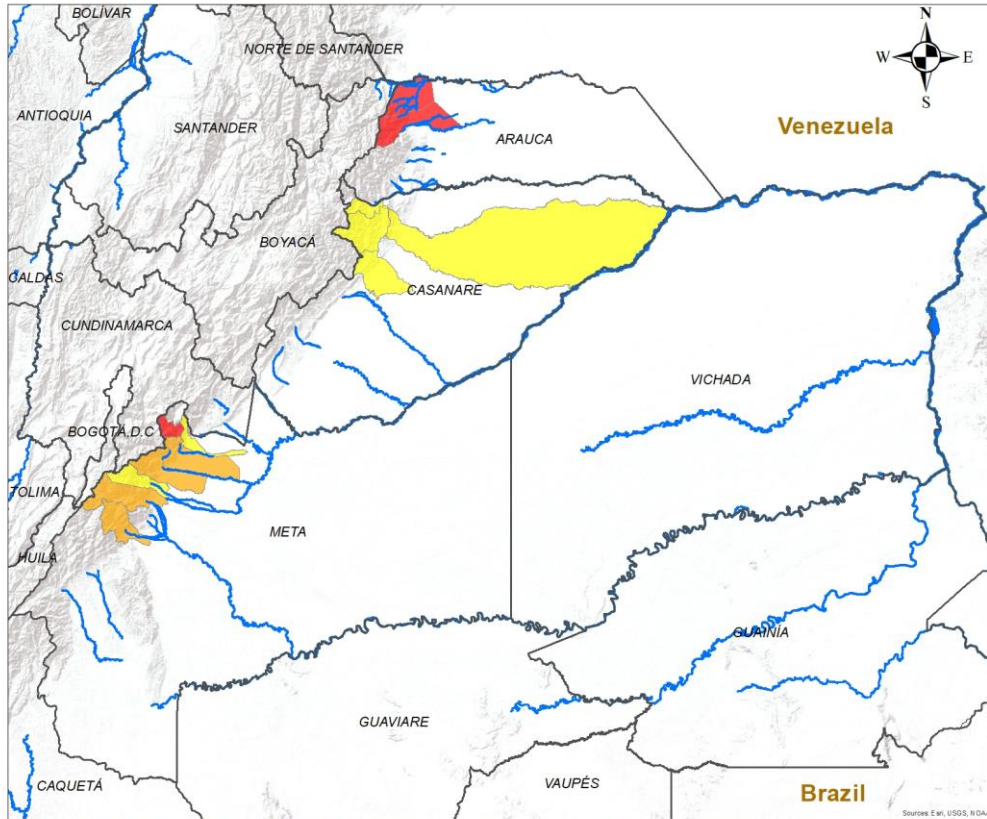 BOLÍVAR
NORTE DE SANTANDER
N
W E
S
ANTIOQUIA
SANTANDER
ARAUCA
Venezuela
BOYACÁ
CALDAS
CASANARE
CUNDINAMARCA
VICHADA
BOGOTÁ, D.C
TOLIMA
META
HUILA
GUAINÍA
GUAVIARE
CAQUETÁ
VAUPÉS
Brazil
Sources: Esri, USGS, NOAA